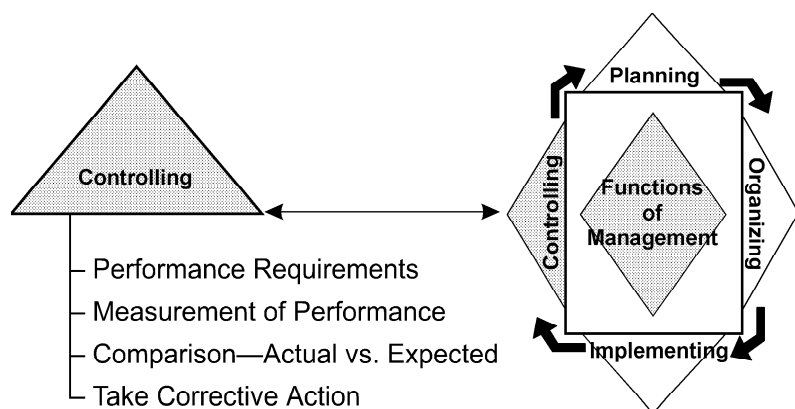 Controlling
Performance Requirements
Measurement of Performance
Comparison—Actual vs. Expected
Take Corrective Action
Planning
Organizing
Implementing
Controlling
Functions
of
Management